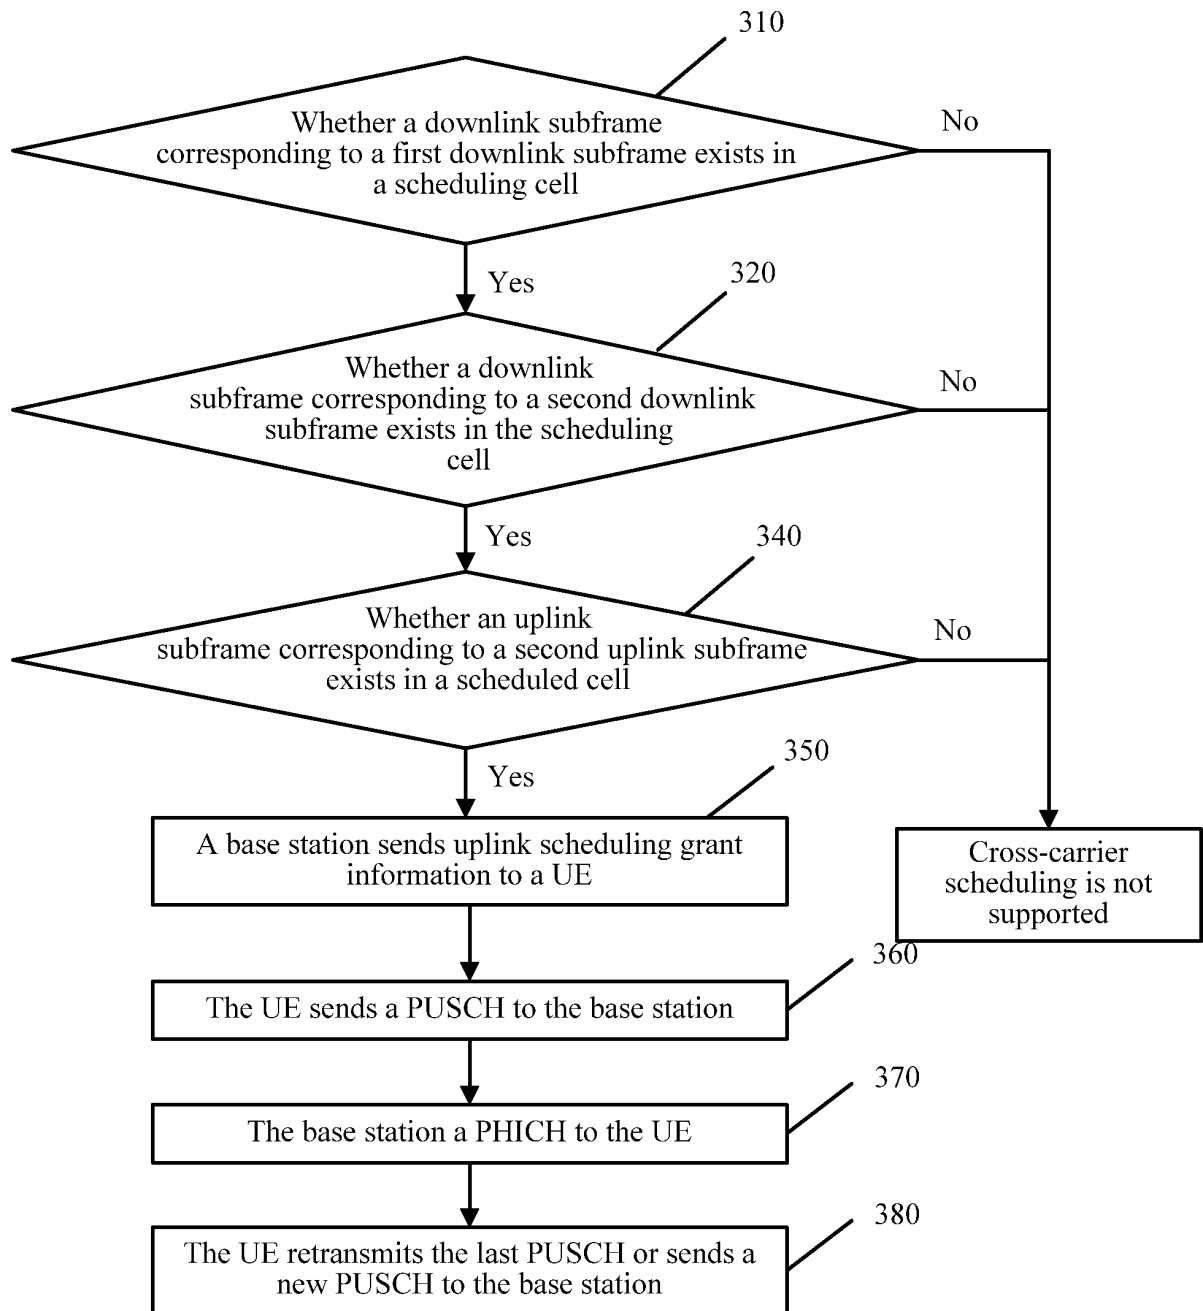 310
Whether a downlink subframe
corresponding to a first downlink subframe exists in
a scheduling cell
No
Yes
320
Whether a downlink
subframe corresponding to a second downlink
subframe exists in the scheduling
cell
No
Yes
340
Whether an uplink
subframe corresponding to a second uplink subframe
exists in a scheduled cell
No
Yes
350
A base station sends uplink scheduling grant
information to a UE
Cross-carrier
scheduling is not
supported
360
The UE sends a PUSCH to the base station
370
The base station a PHICH to the UE
380
The UE retransmits the last PUSCH or sends a
new PUSCH to the base station